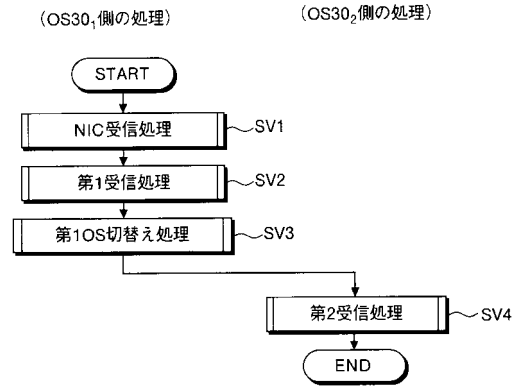 (OS30₁側の処理)
(OS30₂側の処理)
START
NIC受信処理
SV1
第1受信処理
SV2
第1OS切替え処理
SV3
第2受信処理
SV4
END